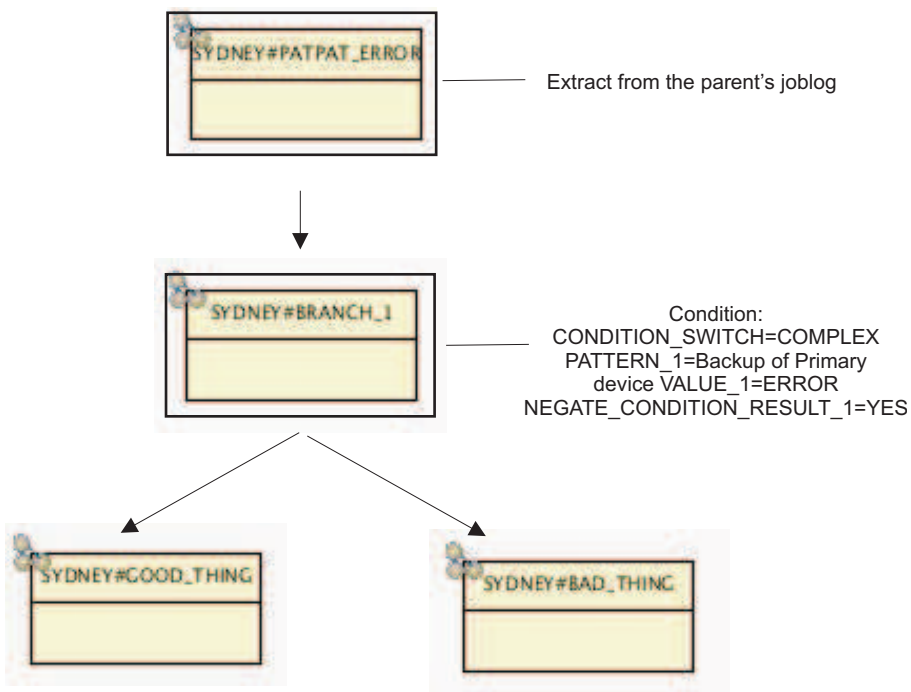 SYDNEY#PATPAT_ERROR
Extract from the parent's joblog
SYDNEY#BRANCH_1
Condition:
CONDITION_SWITCH=COMPLEX
PATTERN_1=Backup of Primary
device VALUE_1=ERROR
NEGATE_CONDITION_RESULT_1=YES
SYDNEY#GOOD_THING
SYDNEY#BAD_THING